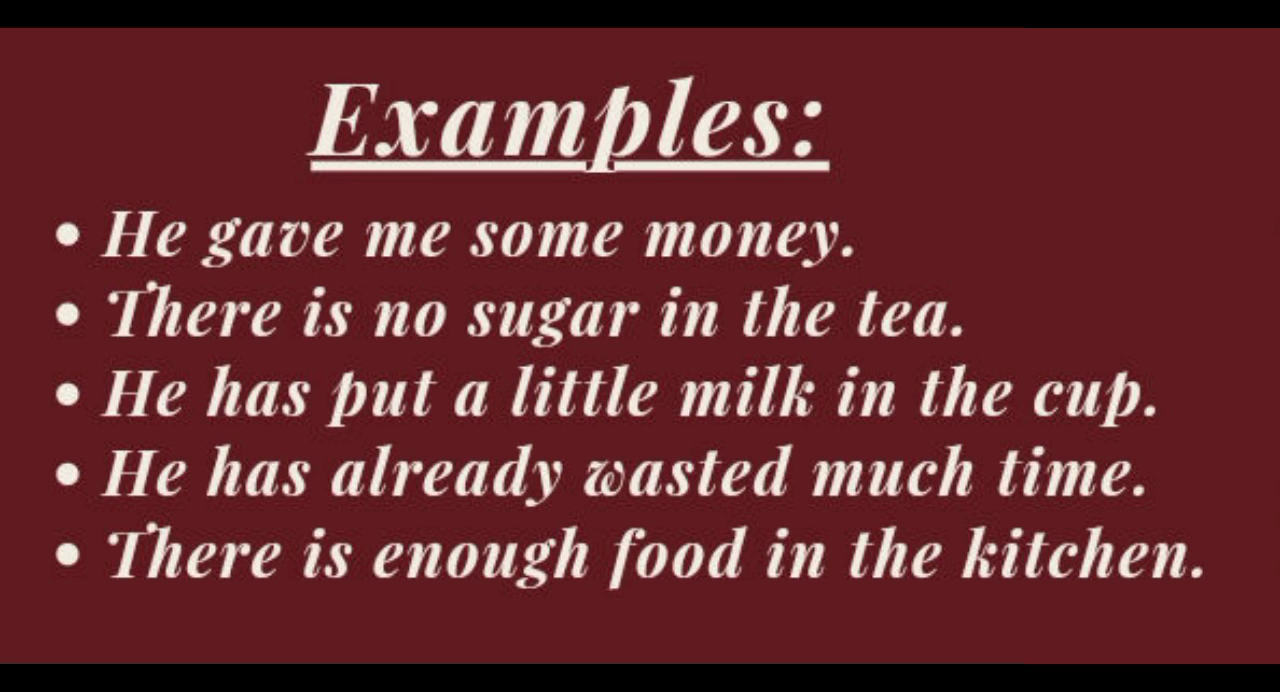 Examples:
• He gave me some money.
• There is no sugar in the tea.
• He has put a little milk in the cup.
• He has already wasted much time.
• There is enough food in the kitchen.